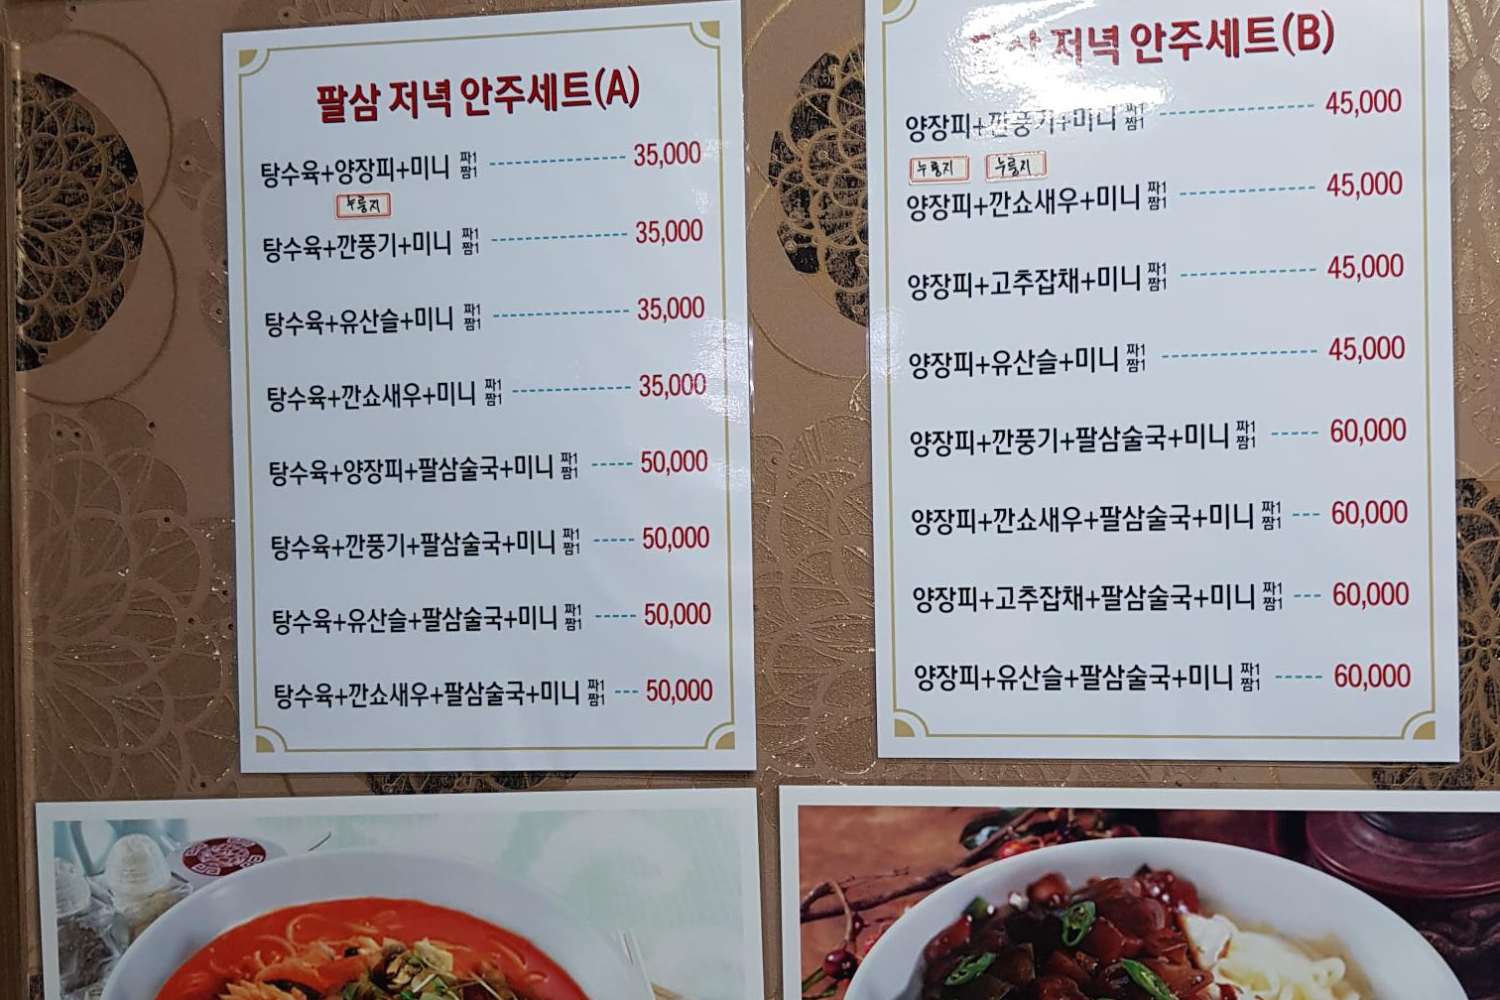 팔삼 저녁 안주세트(A)
탕수육+양장피+미니 짜1 짬1 35,000
누룽지
탕수육+깐풍기+미니 짜1 짬1 35,000
탕수육+유산슬+미니 짜1 짬1 35,000
탕수육+깐쇼새우+미니 짜1 짬1 35,000
탕수육+양장피+팔삼술국+미니 짜1 짬1 50,000
탕수육+깐풍기+팔삼술국+미니 짜1 짬1 50,000
탕수육+유산슬+팔삼술국+미니 짜1 짬1 50,000
탕수육+깐쇼새우+팔삼술국+미니 짜1 짬1 50,000
팔삼 저녁 안주세트(B)
양장피+깐풍기+미니 짜1 짬1 45,000
누룽지 누룽지
양장피+깐쇼새우+미니 짜1 짬1 45,000
양장피+고추잡채+미니 짜1 짬1 45,000
양장피+유산슬+미니 짜1 짬1 45,000
양장피+깐풍기+팔삼술국+미니 짜1 짬1 60,000
양장피+깐쇼새우+팔삼술국+미니 짜1 짬1 60,000
양장피+고추잡채+팔삼술국+미니 짜1 짬1 60,000
양장피+유산슬+팔삼술국+미니 짜1 짬1 60,000